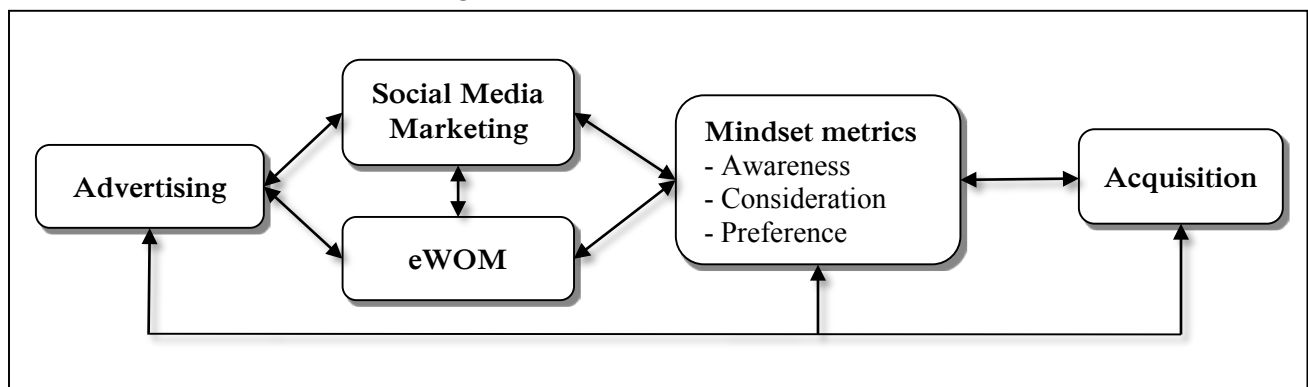 Advertising
Social Media
Marketing
eWOM
Mindset metrics
- Awareness
- Consideration
- Preference
Acquisition